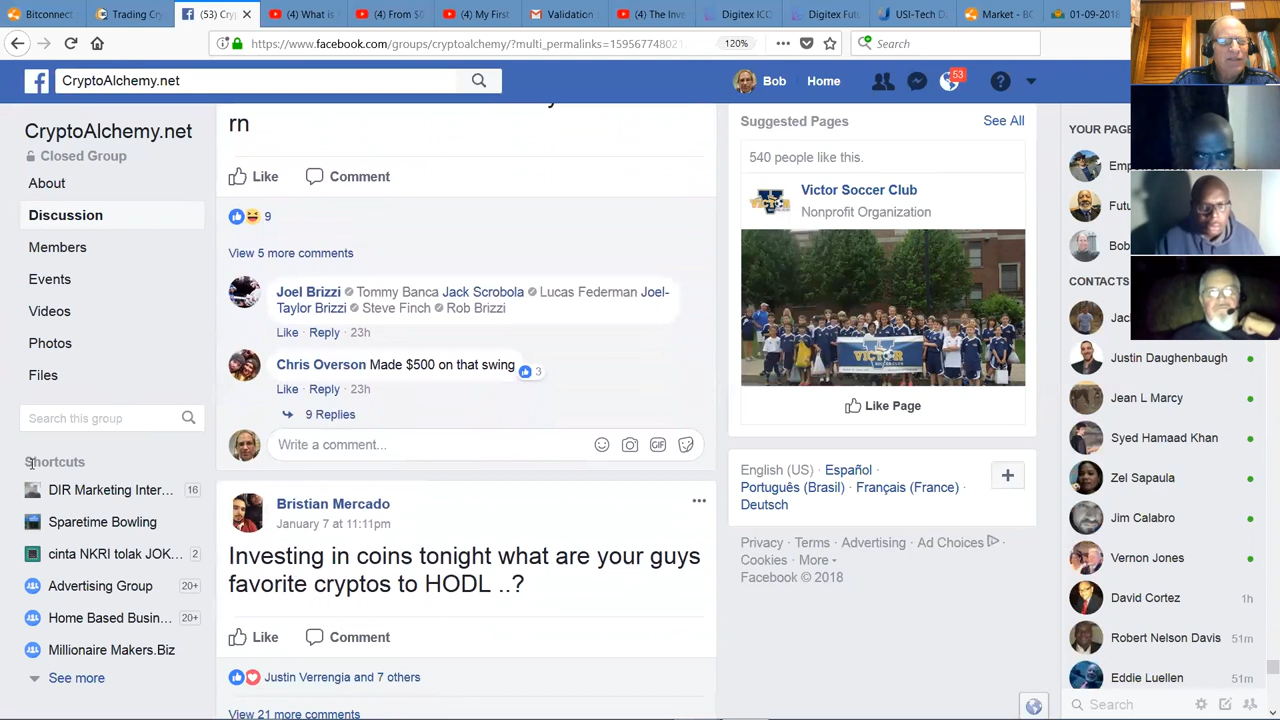 Bitconnect
Trading Cry
(53) Cry
(4) What is
(4) From $0
(4) My First
Validation
(4) The Inve
Digitex ICO
Digitex Futu
USI-Tech Da
Market - BC
01-09-2018
https://www.facebook.com/groups/cryptoalchemy/?multi_permalinks=1595677480217
120%
Search
CryptoAlchemy.net
Bob
Home
53
CryptoAlchemy.net
Closed Group
About
Discussion
Members
Events
Videos
Photos
Files
Search this group
Shortcuts
DIR Marketing Inter... 16
Sparetime Bowling
cinta NKRI tolak JOK... 2
Advertising Group 20+
Home Based Busin... 20+
Millionaire Makers.Biz
See more
rn
Like Comment
9
View 5 more comments
Joel Brizzi Tommy Banca Jack Scrobola Lucas Federman Joel-
Taylor Brizzi Steve Finch Rob Brizzi
Like · Reply · 23h
Chris Overson Made $500 on that swing
3
Like · Reply · 23h
9 Replies
Write a comment...
GIF
Bristian Mercado
January 7 at 11:11pm
Investing in coins tonight what are your guys
favorite cryptos to HODL ..?
Like Comment
Justin Verrengia and 7 others
View 21 more comments
Suggested Pages See All
540 people like this.
Victor Soccer Club
Nonprofit Organization
VICTOR
Like Page
English (US) · Español ·
Português (Brasil) · Français (France) ·
Deutsch
Privacy · Terms · Advertising · Ad Choices ·
Cookies · More
Facebook © 2018
YOUR PAGE
Empo
Futu
Bob
CONTACTS
Jac
Justin Daughenbaugh
Jean L Marcy
Syed Hamaad Khan
Zel Sapaula
Jim Calabro
Vernon Jones
David Cortez 1h
Robert Nelson Davis 51m
Eddie Luellen 51m
Search